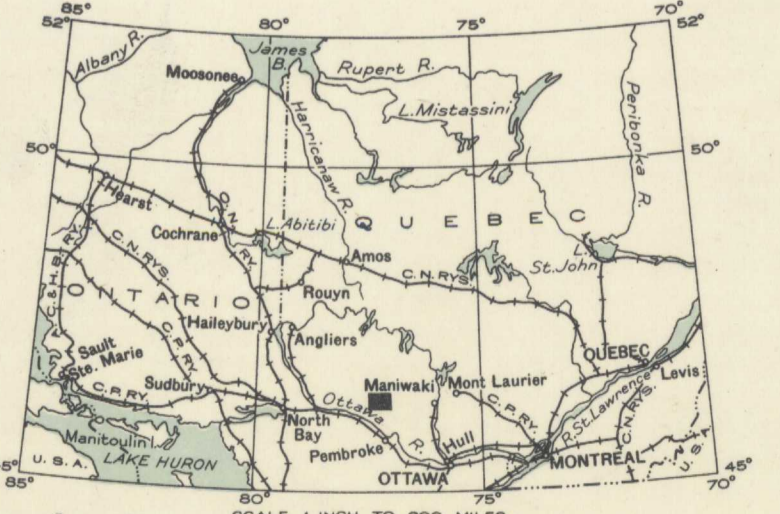 85°
80°
75°
70°
52°
52°
Albany R.
James
B.
Moosonee
Rupert R.
L. Mistassini
Harricanaw R.
Peribonka R.
50°
50°
Hearst
O. N.
RY.
L. Abitibi
QUEBEC
Cochrane
C. N. RYS.
Amos
C. N. RYS.
L.
St. John
A. C. & H. B. RY.
ONTARIO
Rouyn
Haileybury
Angliers
C. P. RY.
Sault
Ste. Marie
QUEBEC
Levis
C. P. RY.
Sudbury
Maniwaki
Mont Laurier
C. P. RY.
R. St. Lawrence
C. N. RYS.
Ottawa
R.
North
Bay
Manitoulin I.
Pembroke
Hull
OTTAWA
MONTREAL
U. S. A.
LAKE HURON
U. S. A.
45°
85°
80°
75°
70°